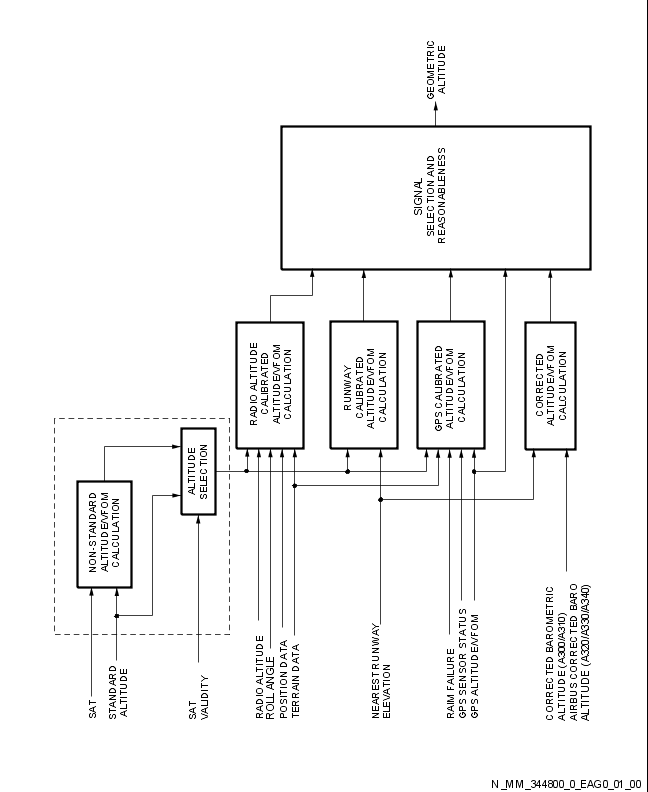 GEOMETRIC
ALTITUDE
SIGNAL
SELECTION AND
REASONABLENESS
RADIO ALTITUDE
CALIBRATED
ALTITUDE/VFOM
CALCULATION
RUNWAY
CALIBRATED
ALTITUDE/VFOM
CALCULATION
GPS CALIBRATED
ALTITUDE/VFOM
CALCULATION
CORRECTED
ALTITUDE/VFOM
CALCULATION
NON-STANDARD
ALTITUDE/VFOM
CALCULATION
ALTITUDE
SELECTION
SAT
STANDARD
ALTITUDE
SAT
VALIDITY
RADIO ALTITUDE
ROLL ANGLE
POSITION DATA
TERRAIN DATA
NEAREST RUNWAY
ELEVATION
RAIM FAILURE
GPS SENSOR STATUS
GPS ALTITUDE/VFOM
CORRECTED BAROMETRIC
ALTITUDE (A300/A310)
AIRBUS CORRECTED BARO
ALTITUDE (A320/A330/A340)
N_MM_344800_0_EAG0_01_00